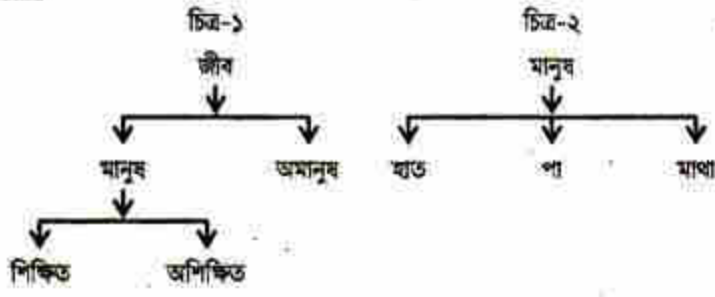 চিত্র-১ চিত্র-২
জীব মানুষ
মানুষ অমানুষ হাত পা মাথা
শিক্ষিত অশিক্ষিত